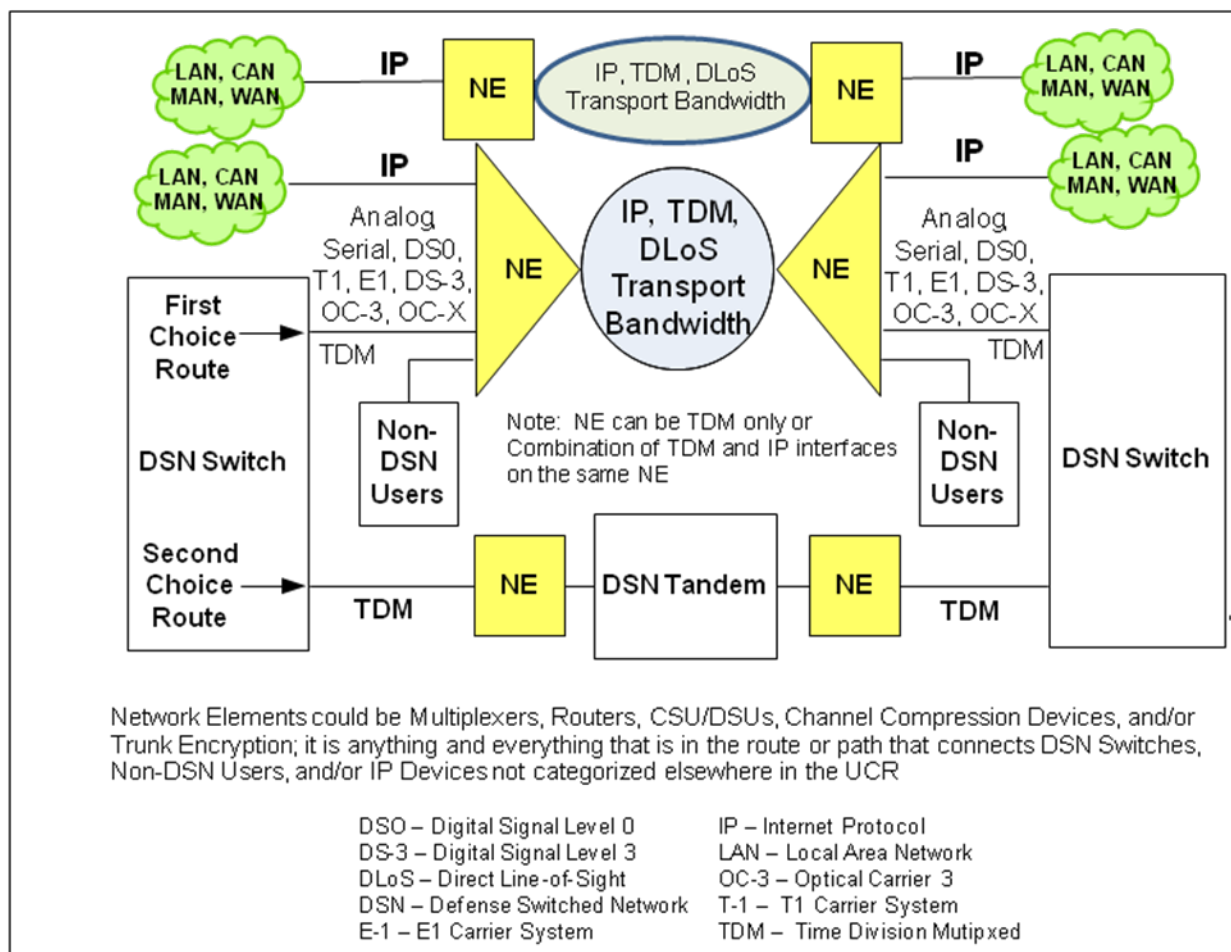 LAN, CAN
MAN, WAN
IP
NE
IP, TDM, DLoS
Transport Bandwidth
NE
IP
LAN, CAN
MAN, WAN
LAN, CAN
MAN, WAN
IP
IP
LAN, CAN
MAN, WAN
Analog,
Serial, DS0,
T1, E1, DS-3,
OC-3, OC-X
TDM
NE
IP, TDM,
DLoS
Transport
Bandwidth
NE
Analog,
Serial, DS0,
T1, E1, DS-3,
OC-3, OC-X
TDM
First
Choice
Route
DSN Switch
Second
Choice
Route
Non-
DSN
Users
Note: NE can be TDM only or
Combination of TDM and IP interfaces
on the same NE
Non-
DSN
Users
DSN Switch
TDM
NE
DSN Tandem
NE
TDM
Network Elements could be Multiplexers, Routers, CSU/DSUs, Channel Compression Devices, and/or
Trunk Encryption; it is anything and everything that is in the route or path that connects DSN Switches,
Non-DSN Users, and/or IP Devices not categorized elsewhere in the UCR
DSO – Digital Signal Level 0
DS-3 – Digital Signal Level 3
DLoS – Direct Line-of-Sight
DSN – Defense Switched Network
E-1 – E1 Carrier System
IP – Internet Protocol
LAN – Local Area Network
OC-3 – Optical Carrier 3
T-1 – T1 Carrier System
TDM – Time Division Mutipxed